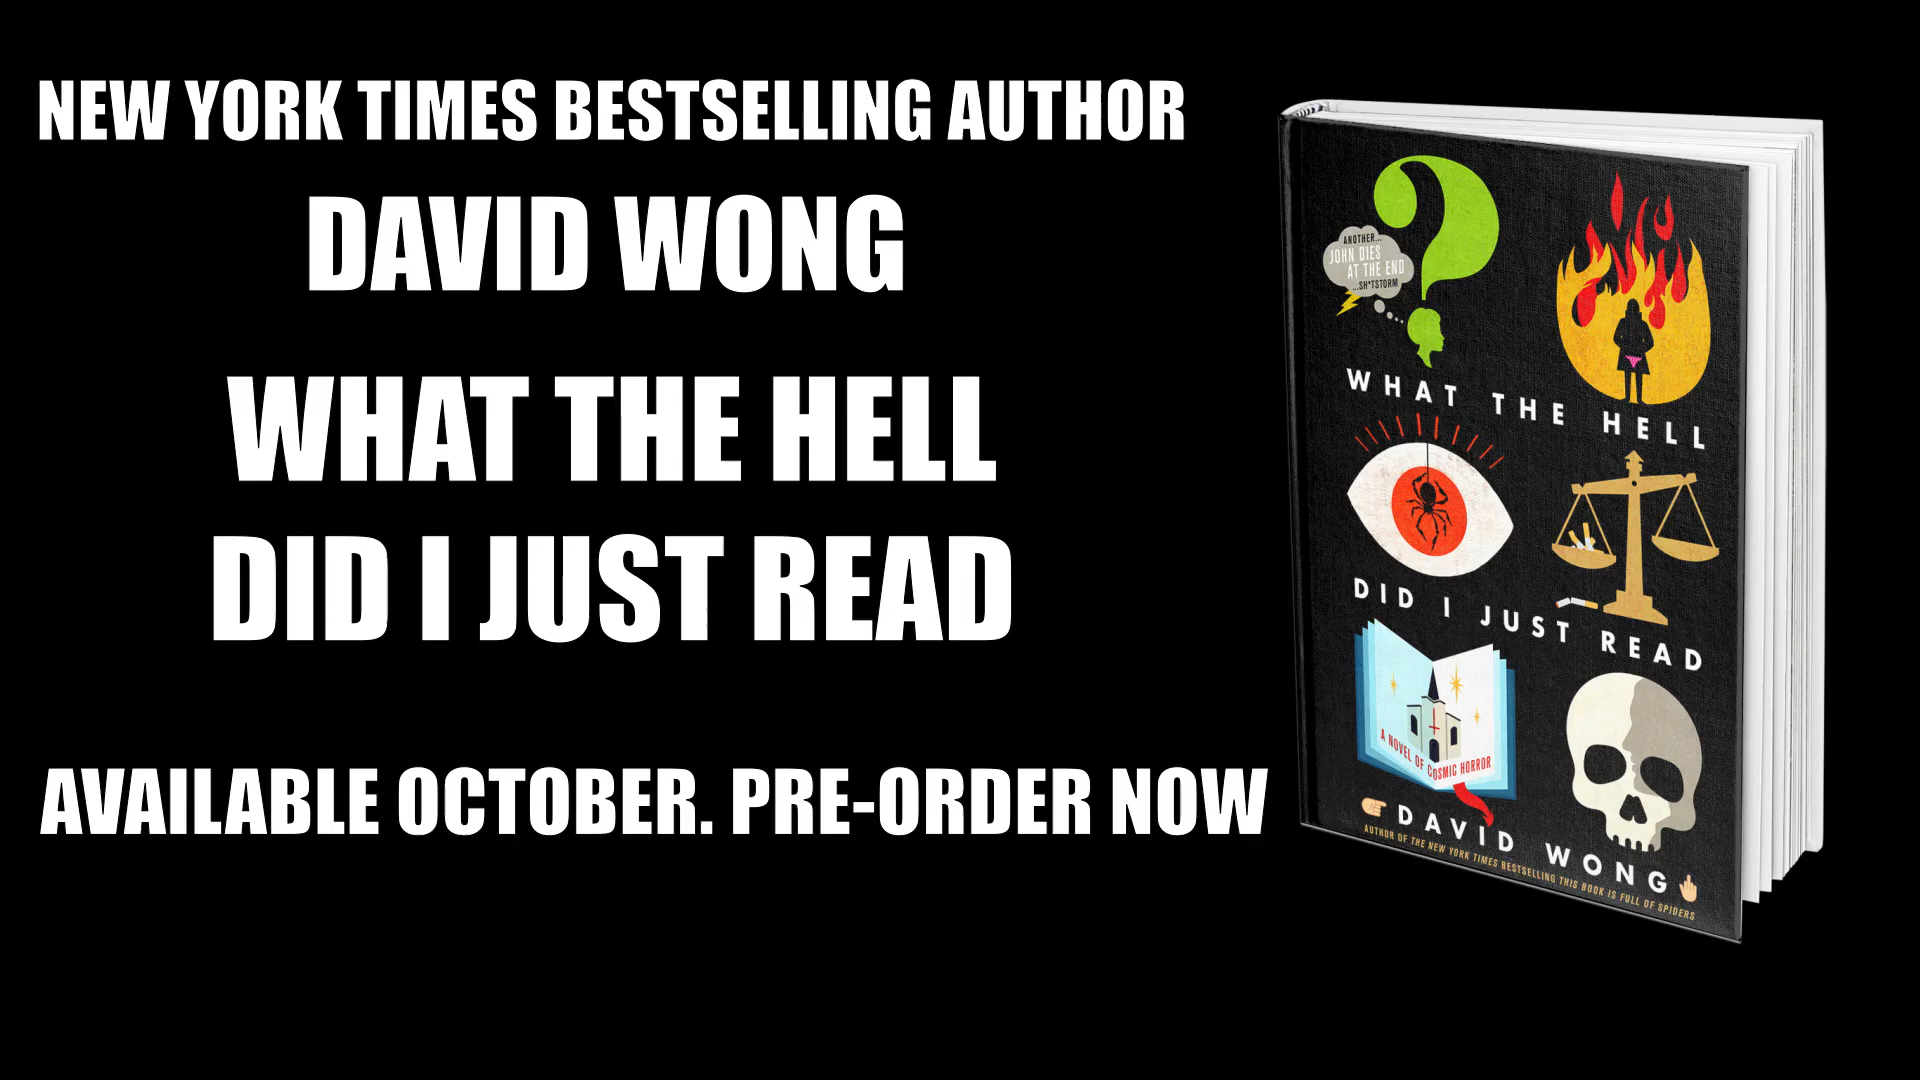 NEW YORK TIMES BESTSELLING AUTHOR
DAVID WONG
WHAT THE HELL
DID I JUST READ
AVAILABLE OCTOBER. PRE-ORDER NOW
ANOTHER...
JOHN DIES
AT THE END
...SH*TSTORM
WHAT THE HELL
DID I JUST READ
A NOVEL OF COSMIC HORROR
DAVID WONG
AUTHOR OF THE NEW YORK TIMES BESTSELLING THIS BOOK IS FULL OF SPIDERS